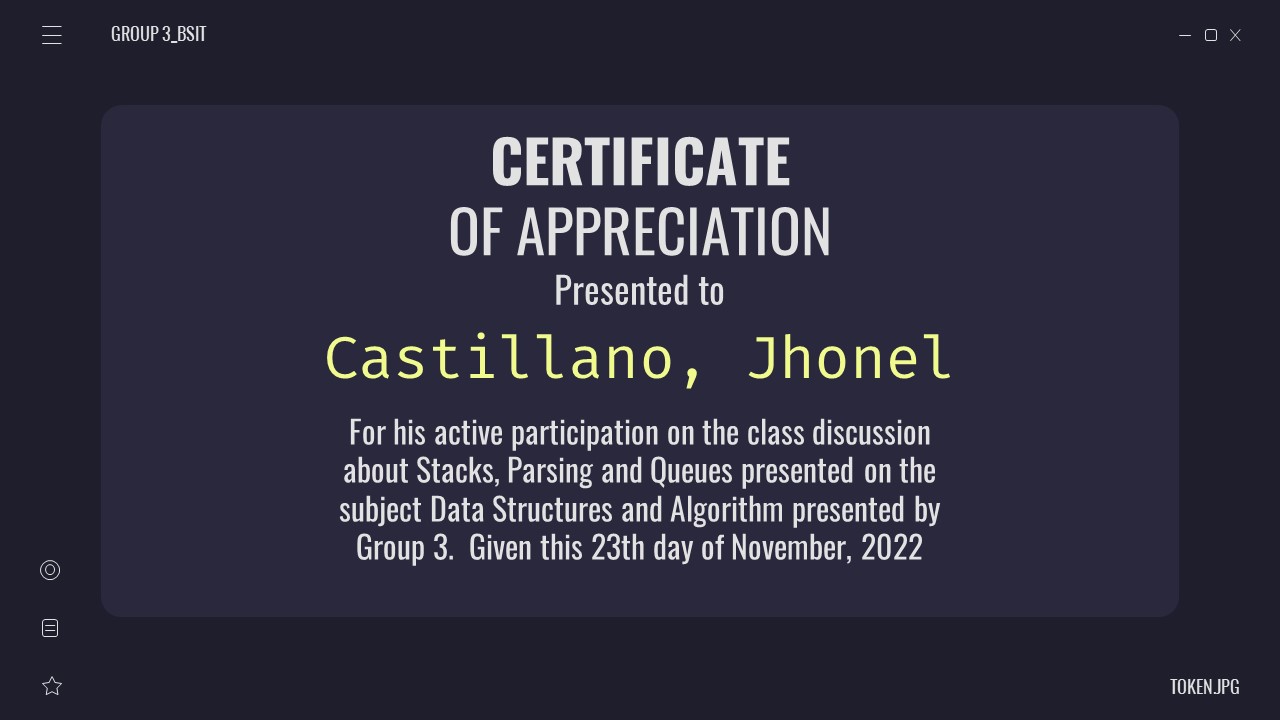 GROUP 3_BSIT
CERTIFICATE
OF APPRECIATION
Presented to
Castillano, Jhonel
For his active participation on the class discussion
about Stacks, Parsing and Queues presented on the
subject Data Structures and Algorithm presented by
Group 3.  Given this 23th day of November, 2022
TOKEN.JPG